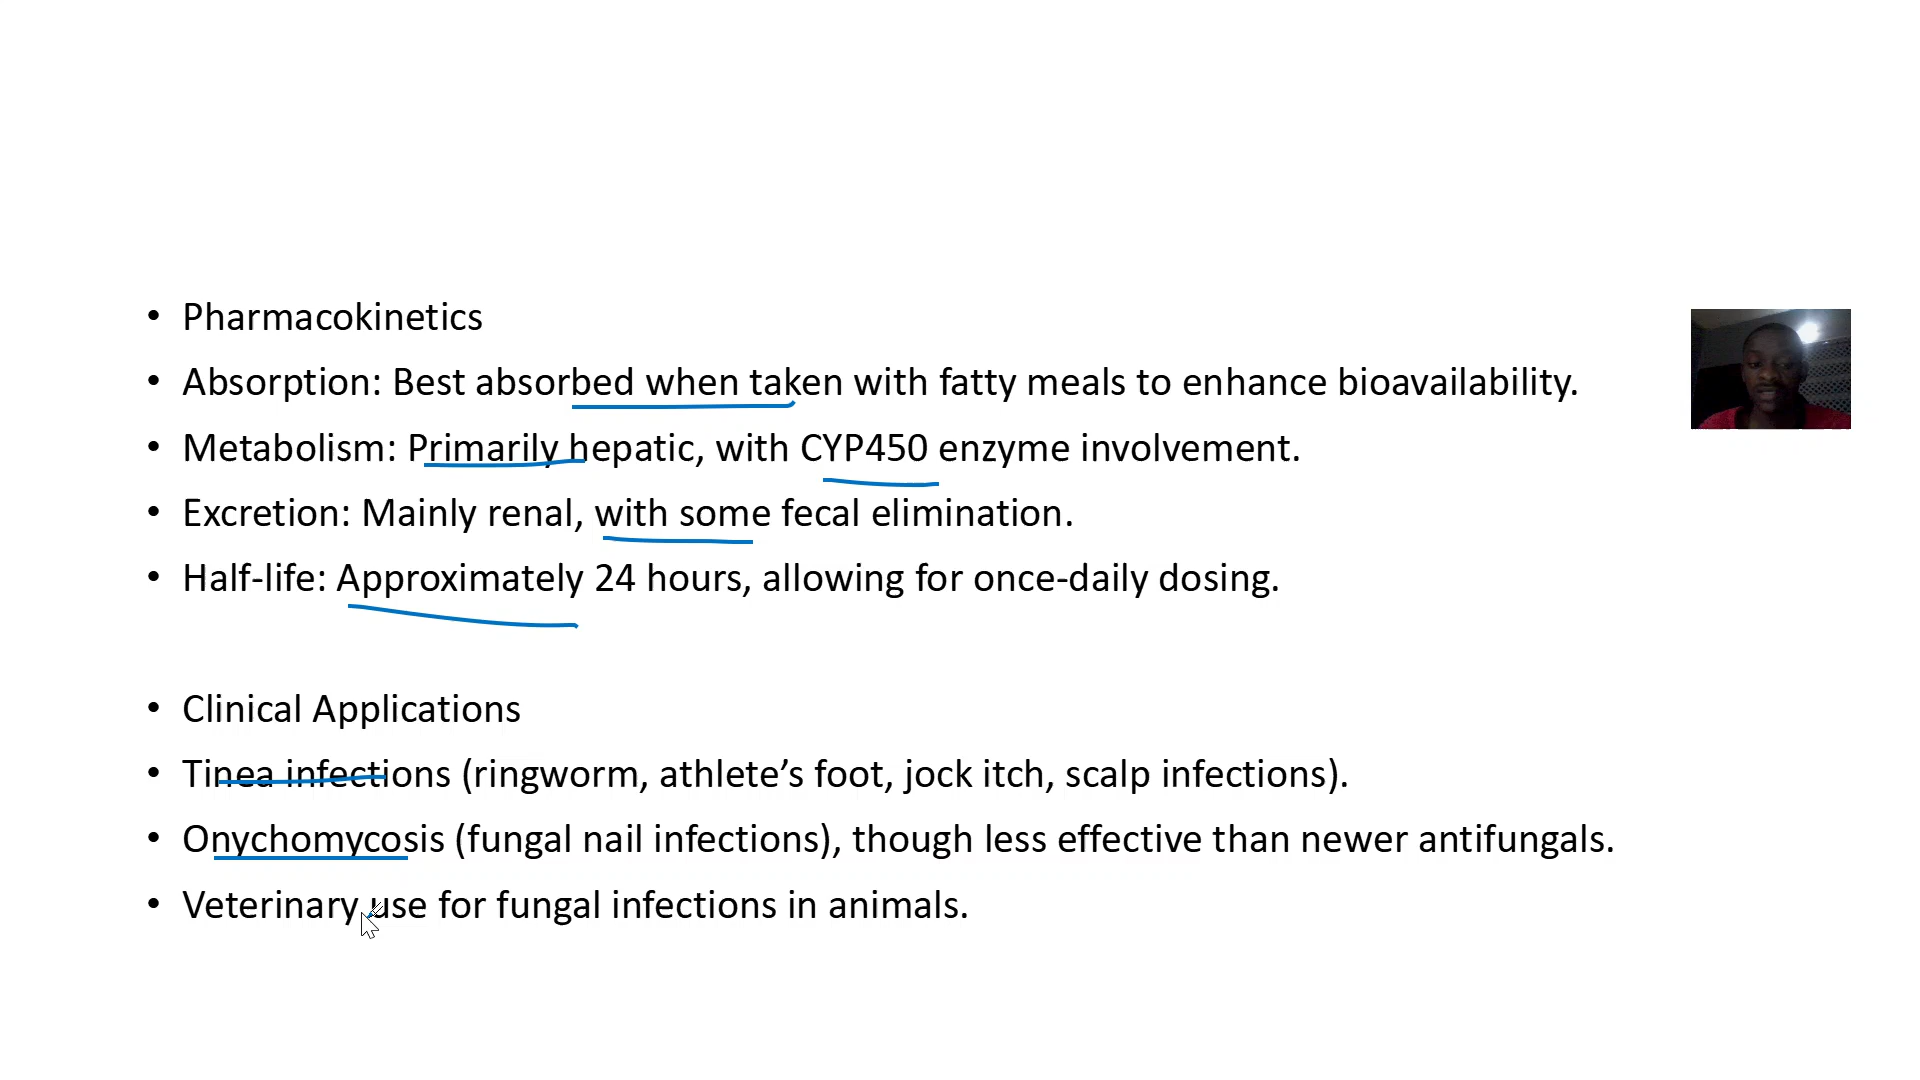 • Pharmacokinetics
• Absorption: Best absorbed when taken with fatty meals to enhance bioavailability.
• Metabolism: Primarily hepatic, with CYP450 enzyme involvement.
• Excretion: Mainly renal, with some fecal elimination.
• Half-life: Approximately 24 hours, allowing for once-daily dosing.
• Clinical Applications
• Tinea infections (ringworm, athlete’s foot, jock itch, scalp infections).
• Onychomycosis (fungal nail infections), though less effective than newer antifungals.
• Veterinary use for fungal infections in animals.